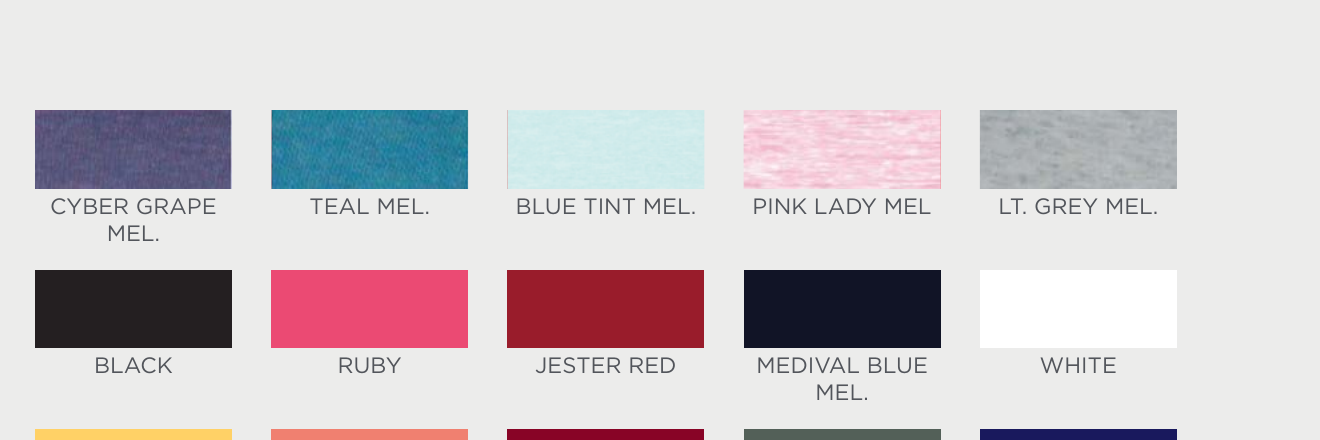 CYBER GRAPE
MEL.
TEAL MEL.
BLUE TINT MEL.
PINK LADY MEL
LT. GREY MEL.
BLACK
RUBY
JESTER RED
MEDIVAL BLUE
MEL.
WHITE